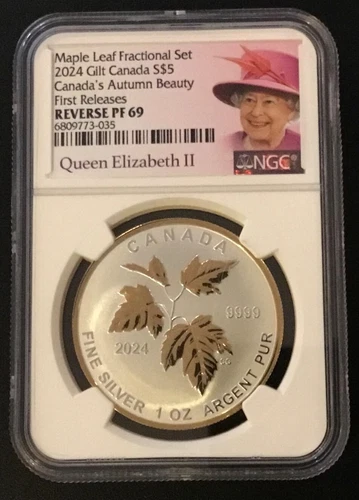 Maple Leaf Fractional Set
2024 Gilt Canada S$5
Canada's Autumn Beauty
First Releases
REVERSE PF 69
6809773-035
Queen Elizabeth II
NGC
CANADA
9999
2024
FINE SILVER 1 OZ ARGENT PUR